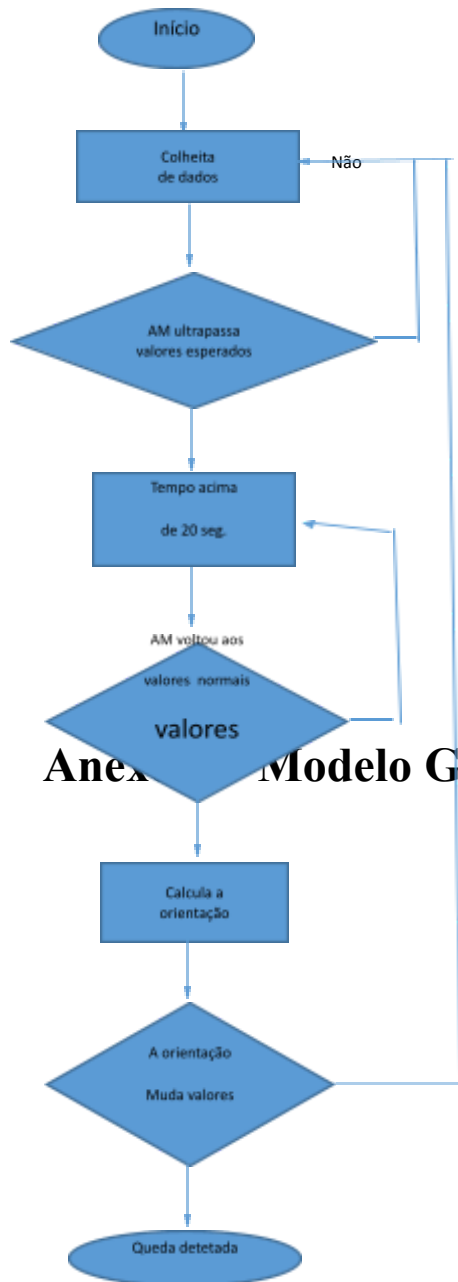 Início
Colheita
de dados
Não
AM ultrapassa
valores esperados
Tempo acima
de 20 seg.
AM voltou aos
valores normais
valores
Modelo G
Calcula a
orientação
A orientação
Muda valores
Queda detetada